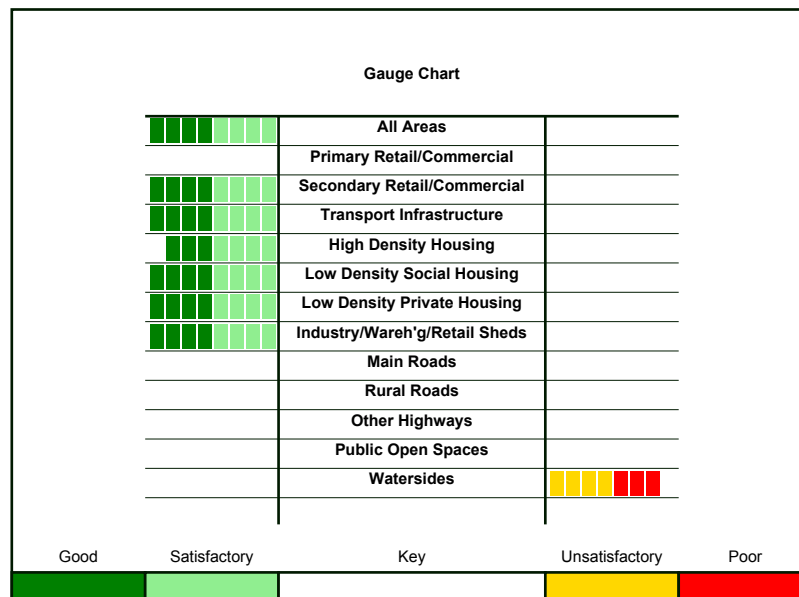 Gauge Chart
All Areas
Primary Retail/Commercial
Secondary Retail/Commercial
Transport Infrastructure
High Density Housing
Low Density Social Housing
Low Density Private Housing
Industry/Wareh'g/Retail Sheds
Main Roads
Rural Roads
Other Highways
Public Open Spaces
Watersides
Good Satisfactory Key Unsatisfactory Poor